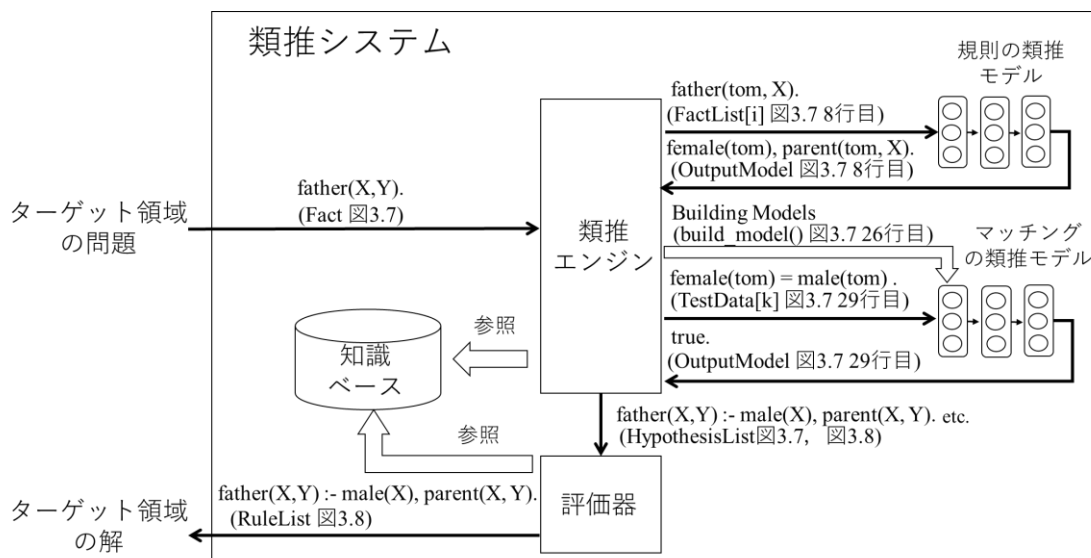 類推システム
規則の類推
モデル
father(tom, X).
(FactList[i] 図3.7 8行目)
female(tom), parent(tom, X).
(OutputModel 図3.7 8行目)
father(X,Y).
(Fact 図3.7)
ターゲット領域
の問題
類推
エンジン
Building Models
(build_model() 図3.7 26行目)
マッチング
の類推モデル
female(tom) = male(tom) .
(TestData[k] 図3.7 29行目)
true.
(OutputModel 図3.7 29行目)
参照
知識
ベース
father(X,Y) :- male(X), parent(X, Y). etc.
(HypothesisList図3.7, 図3.8)
参照
father(X,Y) :- male(X), parent(X, Y).
(RuleList 図3.8)
評価器
ターゲット領域
の解